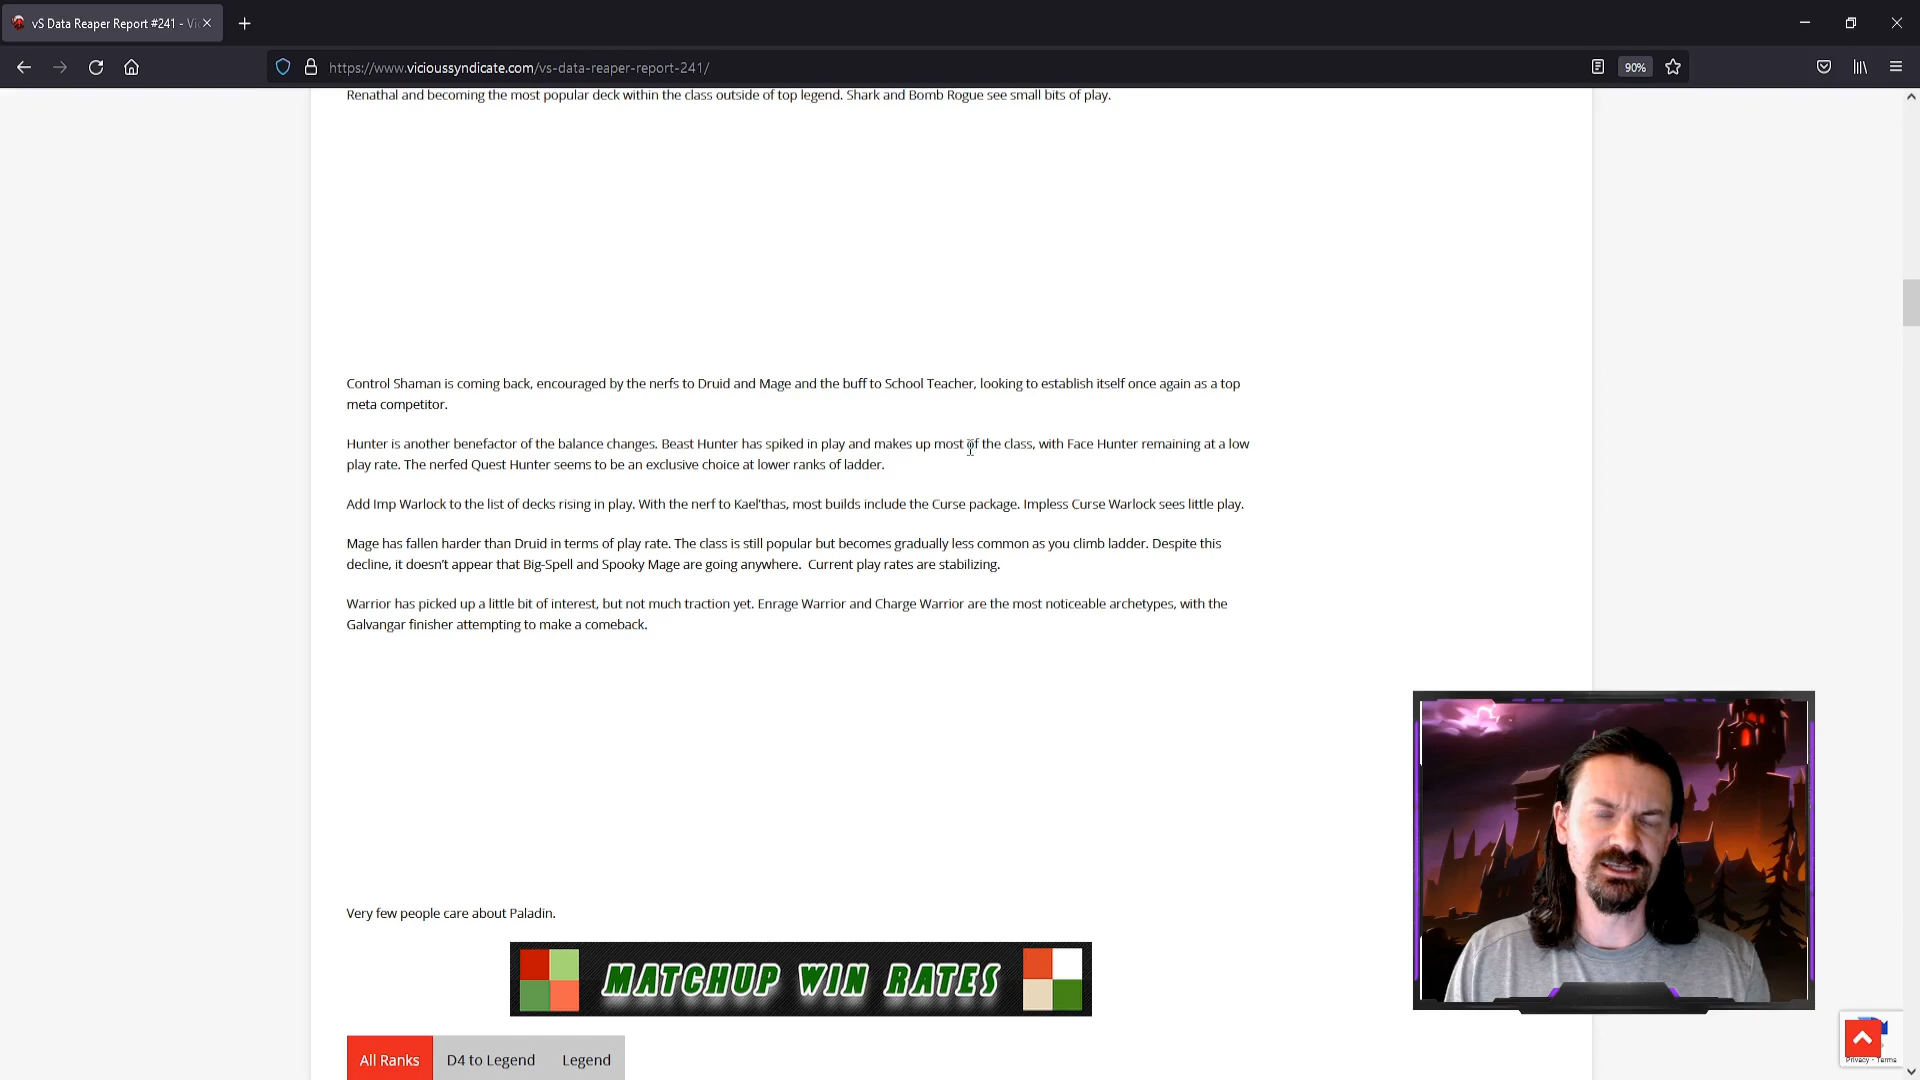 vS Data Reaper Report #241 - Vi
https://www.vicioussyndicate.com/vs-data-reaper-report-241/
90%
Renathal and becoming the most popular deck within the class outside of top legend. Shark and Bomb Rogue see small bits of play.
Control Shaman is coming back, encouraged by the nerfs to Druid and Mage and the buff to School Teacher, looking to establish itself once again as a top
meta competitor.
Hunter is another benefactor of the balance changes. Beast Hunter has spiked in play and makes up most of the class, with Face Hunter remaining at a low
play rate. The nerfed Quest Hunter seems to be an exclusive choice at lower ranks of ladder.
Add Imp Warlock to the list of decks rising in play. With the nerf to Kael'thas, most builds include the Curse package. Impless Curse Warlock sees little play.
Mage has fallen harder than Druid in terms of play rate. The class is still popular but becomes gradually less common as you climb ladder. Despite this
decline, it doesn't appear that Big-Spell and Spooky Mage are going anywhere.  Current play rates are stabilizing.
Warrior has picked up a little bit of interest, but not much traction yet. Enrage Warrior and Charge Warrior are the most noticeable archetypes, with the
Galvangar finisher attempting to make a comeback.
Very few people care about Paladin.
MATCHUP WIN RATES
All Ranks
D4 to Legend
Legend
Privacy - Terms